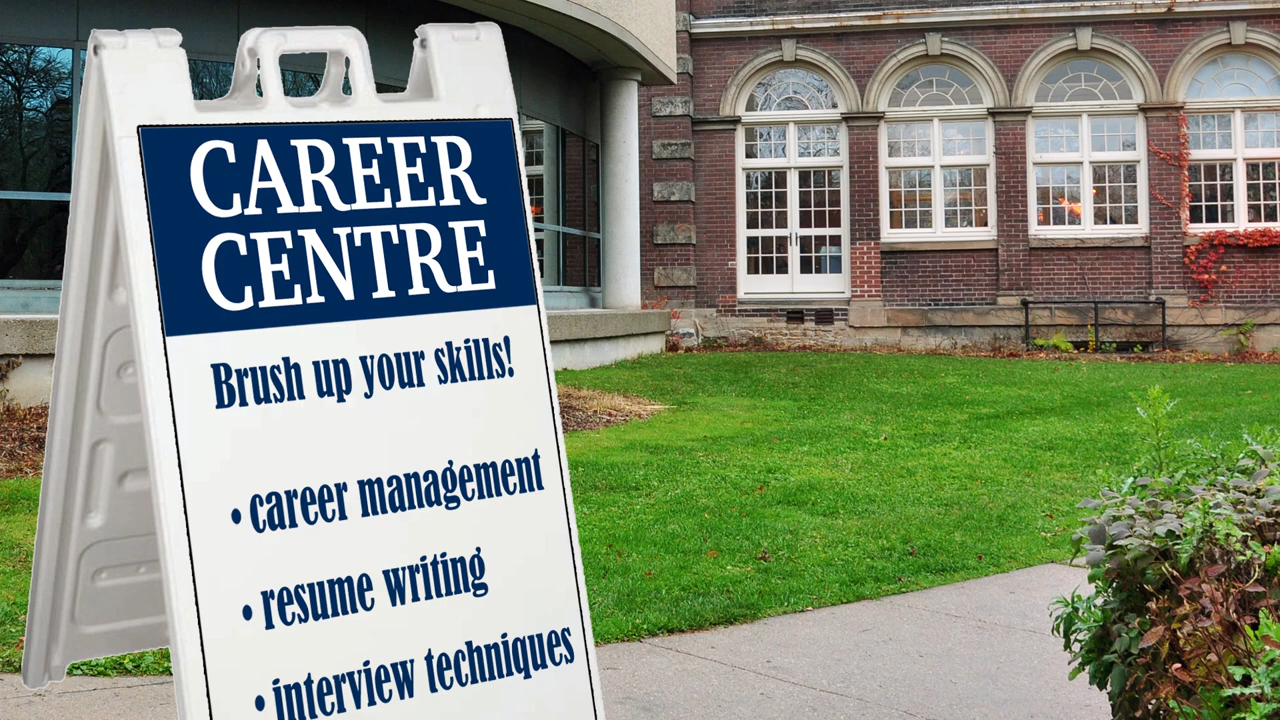 CAREER
CENTRE
Brush up your skills!
• career management
• resume writing
• interview techniques